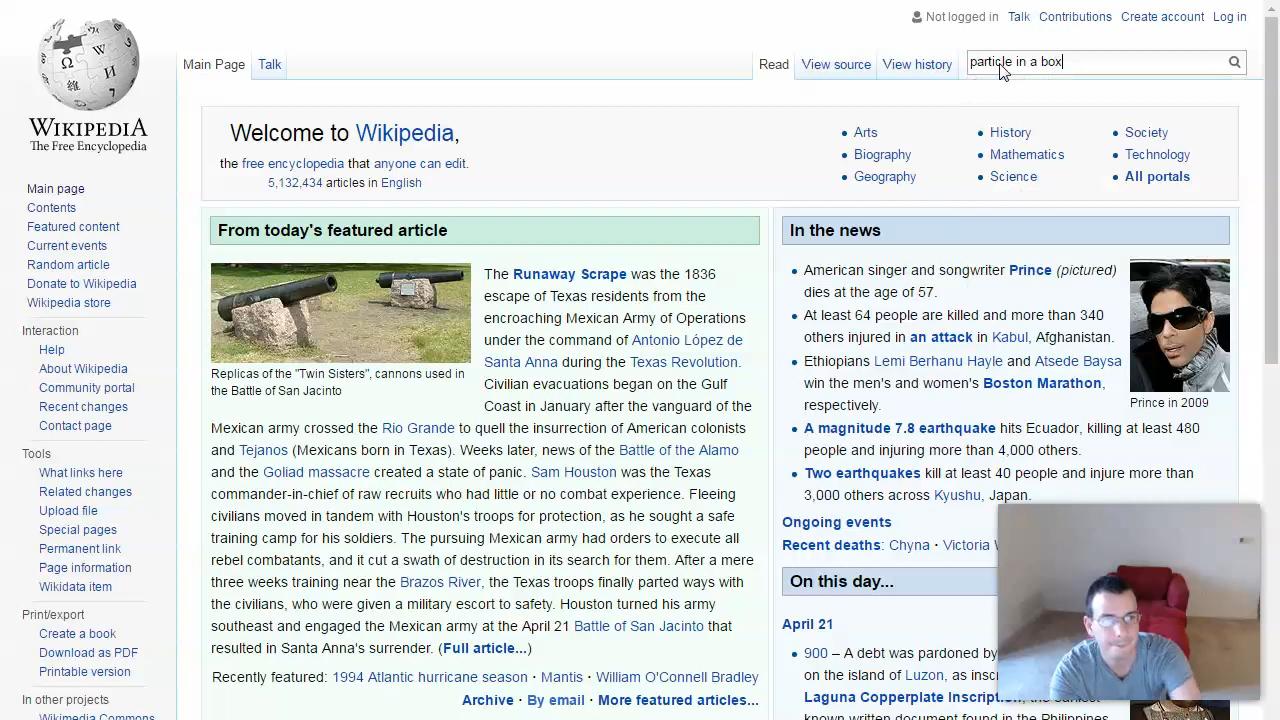 Not logged in Talk Contributions Create account Log in
Main Page Talk Read View source View history particle in a box
WIKIPEDIA
The Free Encyclopedia
Main page
Contents
Featured content
Current events
Random article
Donate to Wikipedia
Wikipedia store
Interaction
Help
About Wikipedia
Community portal
Recent changes
Contact page
Tools
What links here
Related changes
Upload file
Special pages
Permanent link
Page information
Wikidata item
Print/export
Create a book
Download as PDF
Printable version
In other projects
Wikimedia Commons
Welcome to Wikipedia,
the free encyclopedia that anyone can edit.
5,132,434 articles in English
Arts
Biography
Geography
History
Mathematics
Science
Society
Technology
All portals
From today's featured article
Replicas of the "Twin Sisters", cannons used in
the Battle of San Jacinto
The Runaway Scrape was the 1836
escape of Texas residents from the
encroaching Mexican Army of Operations
under the command of Antonio López de
Santa Anna during the Texas Revolution.
Civilian evacuations began on the Gulf
Coast in January after the vanguard of the
Mexican army crossed the Rio Grande to quell the insurrection of American colonists
and Tejanos (Mexicans born in Texas). Weeks later, news of the Battle of the Alamo
and the Goliad massacre created a state of panic. Sam Houston was the Texas
commander-in-chief of raw recruits who had little or no combat experience. Fleeing
civilians moved in tandem with Houston's troops for protection, as he sought a safe
training camp for his soldiers. The pursuing Mexican army had orders to execute all
rebel combatants, and it cut a swath of destruction in its search for them. After a mere
three weeks training near the Brazos River, the Texas troops finally parted ways with
the civilians, who were given a military escort to safety. Houston turned his army
southeast and engaged the Mexican army at the April 21 Battle of San Jacinto that
resulted in Santa Anna's surrender. (Full article...)
Recently featured: 1994 Atlantic hurricane season · Mantis · William O'Connell Bradley
Archive · By email · More featured articles...
In the news
American singer and songwriter Prince (pictured)
dies at the age of 57.
At least 64 people are killed and more than 340
others injured in an attack in Kabul, Afghanistan.
Ethiopians Lemi Berhanu Hayle and Atsede Baysa
win the men's and women's Boston Marathon,
respectively.
A magnitude 7.8 earthquake hits Ecuador, killing at least 480
people and injuring more than 4,000 others.
Two earthquakes kill at least 40 people and injure more than
3,000 others across Kyushu, Japan.
Prince in 2009
Ongoing events
Recent deaths: Chyna · Victoria
On this day...
April 21
900 – A debt was pardoned by
on the island of Luzon, as
Laguna Copperplate
known written document found in the Philippines